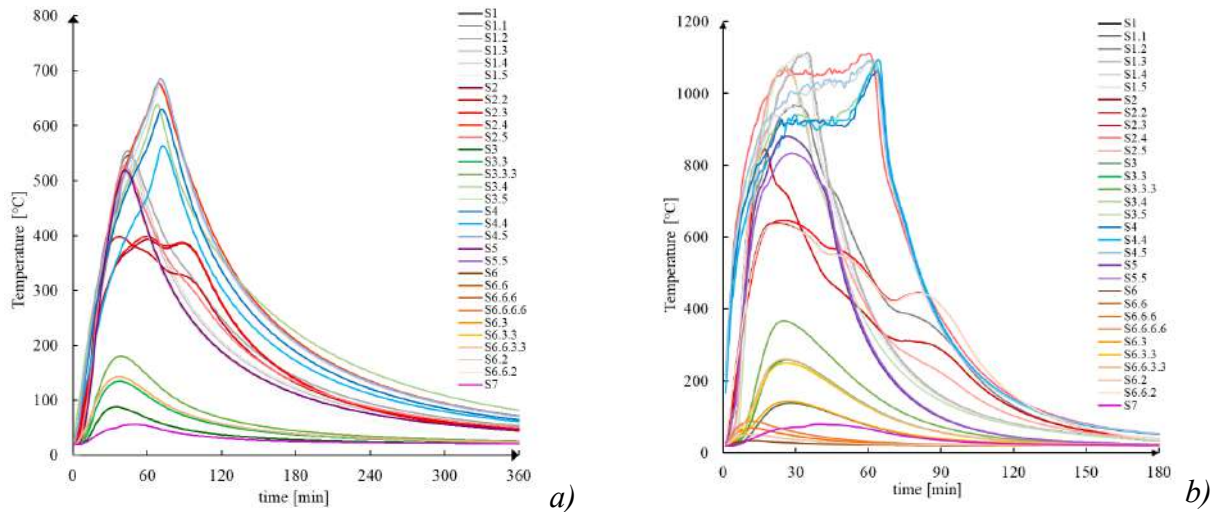 800
700
600
500
400
300
200
100
0
Temperature [°C]
0 60 120 180 240 300 360
time [min]
S1
S1.1
S1.2
S1.3
S1.4
S1.5
S2
S2.2
S2.3
S2.4
S2.5
S3
S3.3
S3.3.3
S3.4
S3.5
S4
S4.4
S4.5
S5
S5.5
S6
S6.6
S6.6.6
S6.6.6.6
S6.3
S6.3.3
S6.6.3.3
S6.2
S6.6.2
S7
a)
1200
1000
800
600
400
200
0
Temperature [°C]
0 30 60 90 120 150 180
time [min]
S1
S1.1
S1.2
S1.3
S1.4
S1.5
S2
S2.2
S2.3
S2.4
S2.5
S3
S3.3
S3.3.3
S3.4
S3.5
S4
S4.4
S4.5
S5
S5.5
S6
S6.6
S6.6.6
S6.6.6.6
S6.3
S6.3.3
S6.6.3.3
S6.2
S6.6.2
S7
b)